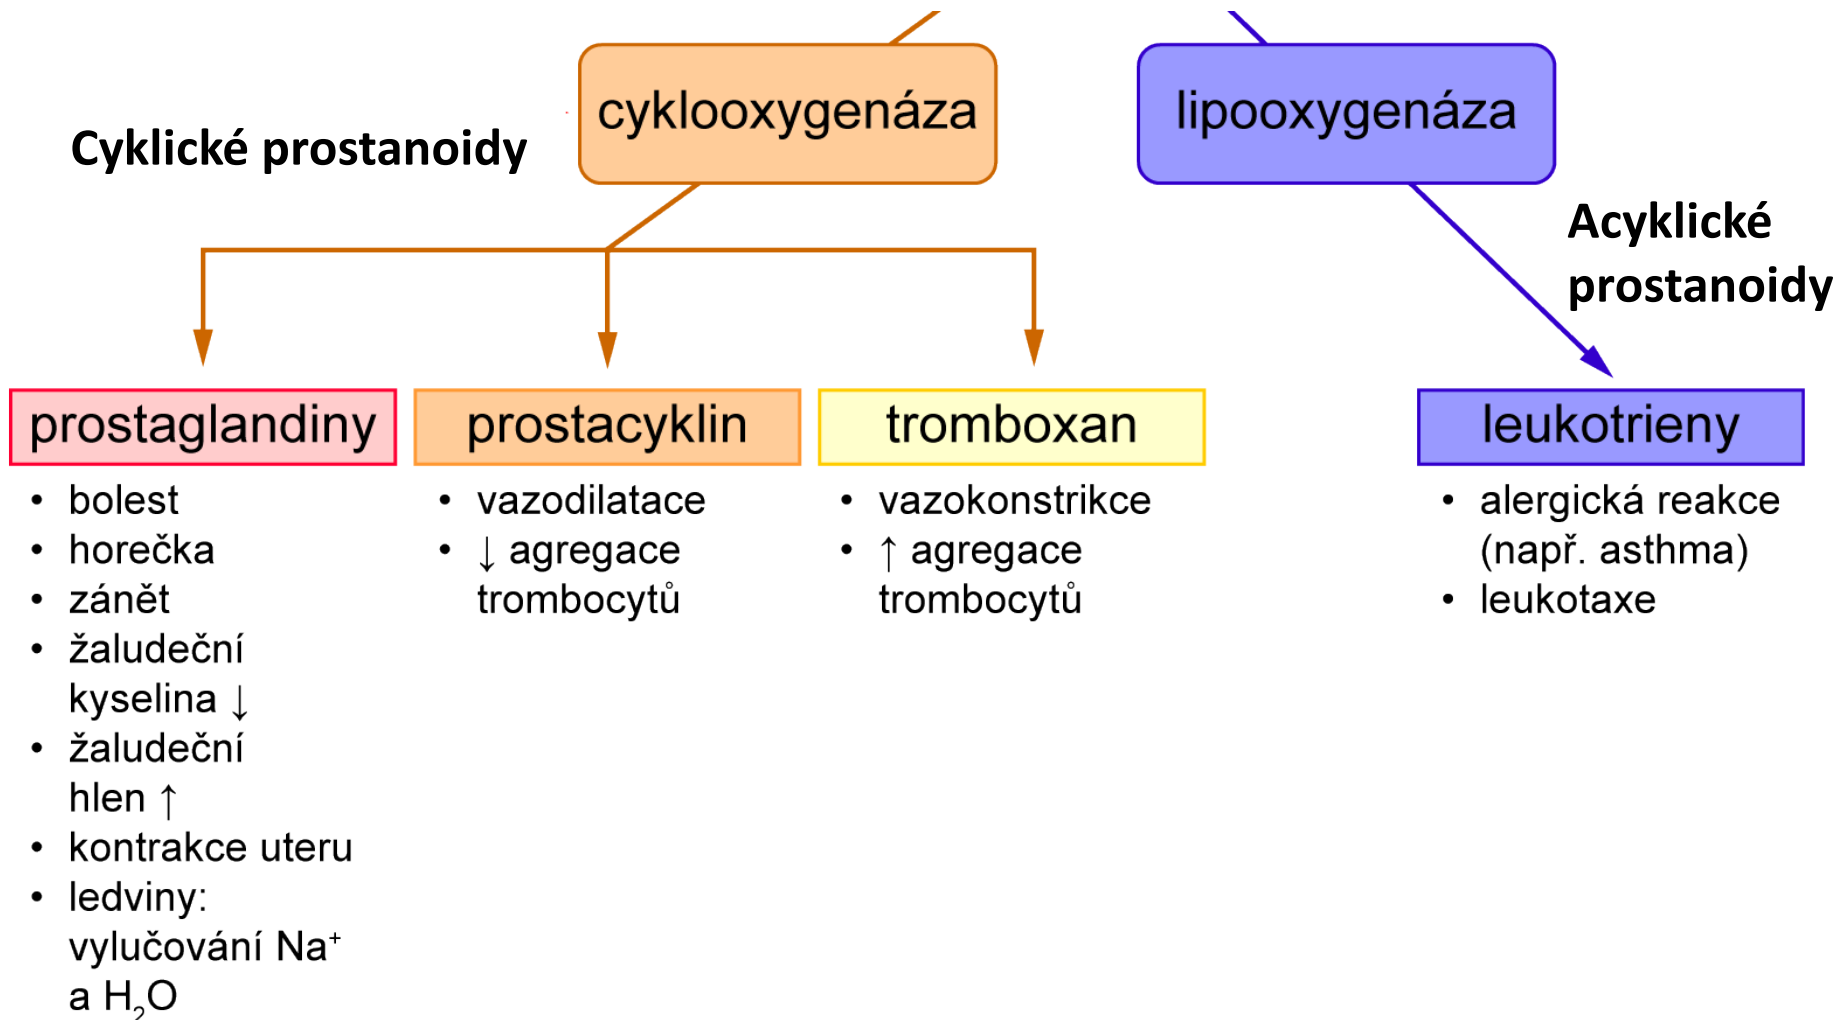 cyklooxygenáza
lipooxygenáza
Cyklické prostanoidy
Acyklické
prostanoidy
prostaglandiny
• bolest
• horečka
• zánět
• žaludeční
kyselina ↓
• žaludeční
hlen ↑
• kontrakce uteru
• ledviny:
vylučování Na⁺
a H₂O
prostacyklin
• vazodilatace
• ↓ agregace
trombocytů
tromboxan
• vazokonstrikce
• ↑ agregace
trombocytů
leukotrieny
• alergická reakce
(např. asthma)
• leukotaxe